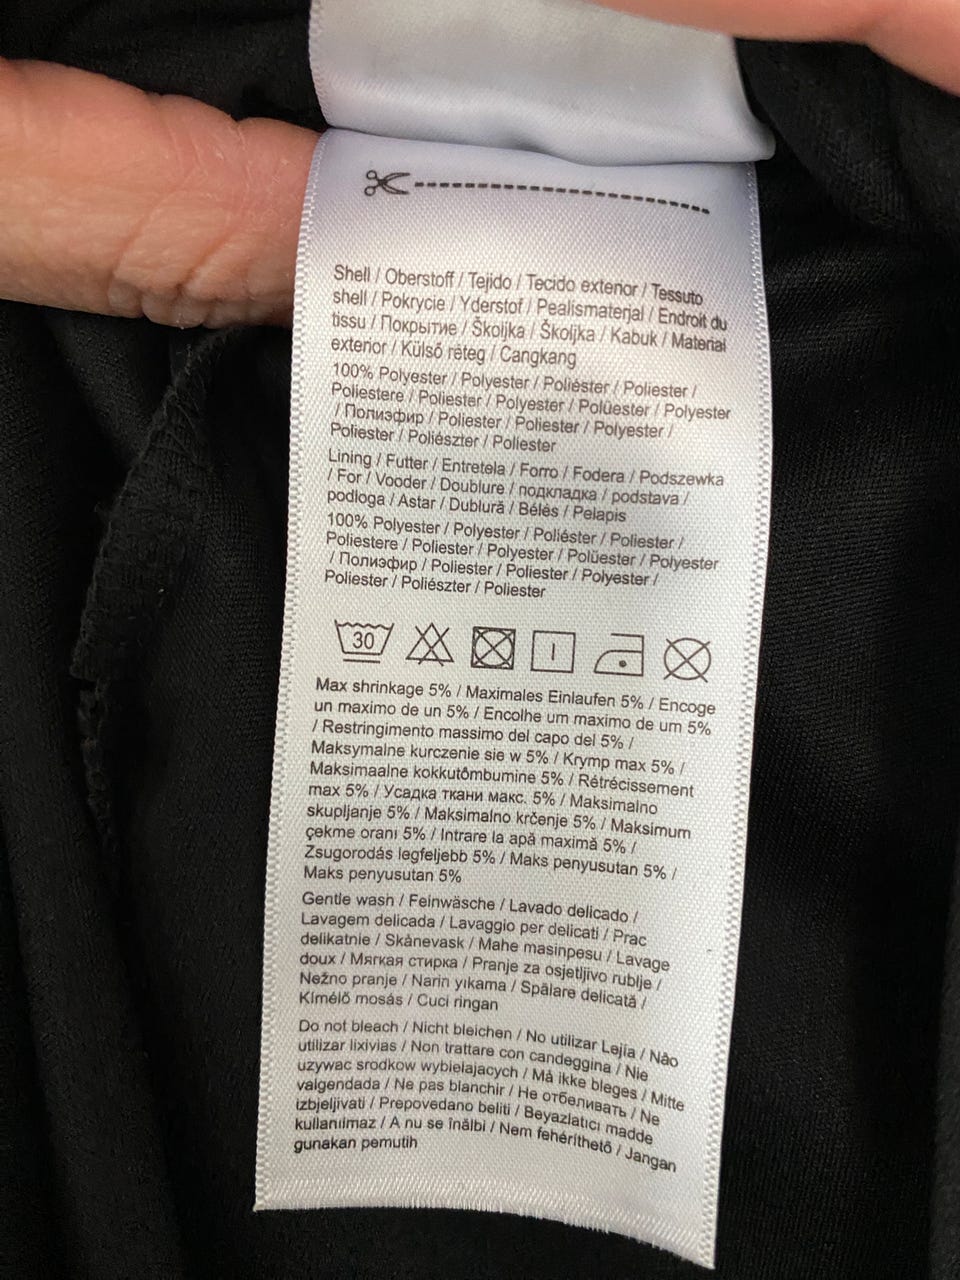 Shell / Oberstoff / Tejido / Tecido exterior / Tessuto
shell / Pokrycie / Yderstof / Pealismaterjal / Endroit du
tissu / Покрытие / Školjka / Školjka / Kabuk / Material
exterior / Külső réteg / Cangkang
100% Polyester / Polyester / Poliéster / Poliester /
Poliestere / Poliester / Polyester / Polüester / Polyester
/ Полиэфир / Poliester / Poliester / Polyester /
Poliester / Poliészter / Poliester
Lining / Futter / Entretela / Forro / Fodera / Podszewka
/ For / Vooder / Doublure / подкладка / podstava /
podloga / Astar / Dublură / Bélés / Pelapis
100% Polyester / Polyester / Poliéster / Poliester /
Poliestere / Poliester / Polyester / Polüester / Polyester
/ Полиэфир / Poliester / Poliester / Polyester /
Poliester / Poliészter / Poliester
30
Max shrinkage 5% / Maximales Einlaufen 5% / Encoge
un maximo de un 5% / Encolhe um maximo de um 5%
/ Restringimento massimo del capo del 5% /
Maksymalne kurczenie sie w 5% / Krymp max 5% /
Maksimaalne kokkutõmbumine 5% / Rétrécissement
max 5% / Усадка ткани макс. 5% / Maksimalno
skupljanje 5% / Maksimalno krčenje 5% / Maksimum
çekme oranı 5% / Intrare la apă maximă 5% /
Zsugorodás legfeljebb 5% / Maks penyusutan 5% /
Maks penyusutan 5%
Gentle wash / Feinwäsche / Lavado delicado /
Lavagem delicada / Lavaggio per delicati / Prac
delikatnie / Skånevask / Mahe masinpesu / Lavage
doux / Мягкая стирка / Pranje za osjetljivo rublje /
Nežno pranje / Narin yıkama / Spălare delicată /
Kímélő mosás / Cuci ringan
Do not bleach / Nicht bleichen / No utilizar Lejía / Não
utilizar lixivias / Non trattare con candeggina / Nie
uzywac srodkow wybielajacych / Må ikke bleges / Mitte
valgendada / Ne pas blanchir / Не отбеливать / Ne
izbjeljivati / Prepovedano beliti / Beyazlatıcı madde
kullanılmaz / A nu se înălbi / Nem fehéríthető / Jangan
gunakan pemutih